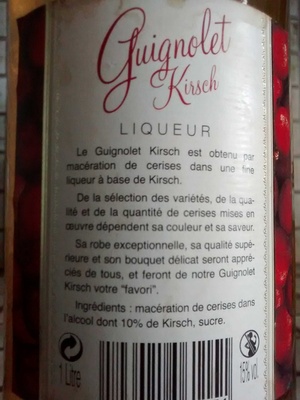 Guignolet
Kirsch
LIQUEUR
Le Guignolet Kirsch est obtenu par
macération de cerises dans une fine
liqueur à base de Kirsch.
De la sélection des variétés, de la qua-
lité et de la quantité de cerises mises en
œuvre dépendent sa couleur et sa saveur.
Sa robe exceptionnelle, sa qualité supé-
rieure et son bouquet délicat seront appré-
ciés de tous, et feront de notre Guignolet
Kirsch votre "favori".
Ingrédients : macération de cerises dans
l'alcool dont 10% de Kirsch, sucre.
1 Litre
15% vol.